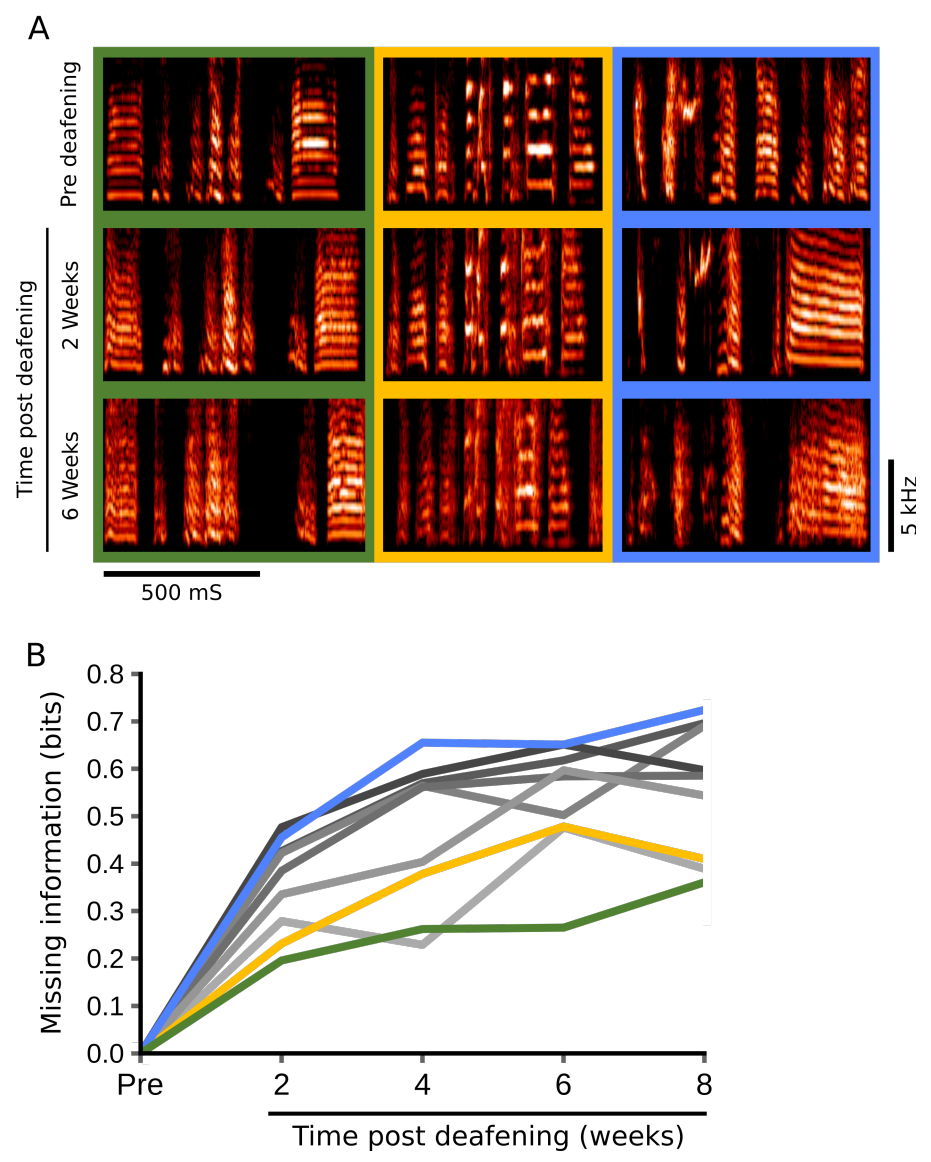 A
Pre deafening
Time post deafening
2 Weeks
6 Weeks
5 kHz
500 mS
B
Missing information (bits)
0.8
0.7
0.6
0.5
0.4
0.3
0.2
0.1
0.0
Pre 2 4 6 8
Time post deafening (weeks)